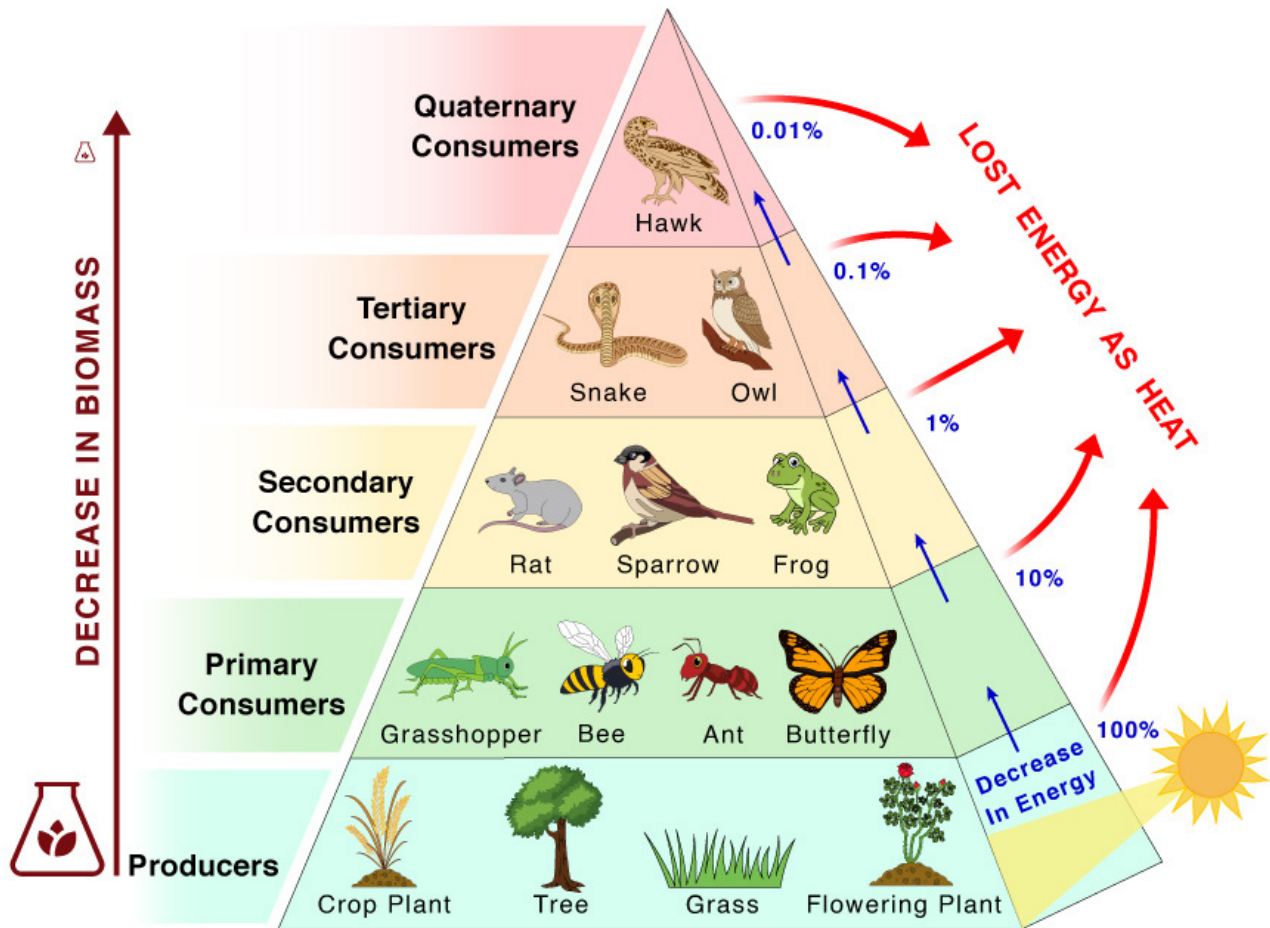 Quaternary
Consumers
0.01%
Hawk
LOST ENERGY AS HEAT
DECREASE IN BIOMASS
Tertiary
Consumers
0.1%
Snake
Owl
1%
Secondary
Consumers
Rat
Sparrow
Frog
10%
Primary
Consumers
Grasshopper
Bee
Ant
Butterfly
100%
Decrease
In Energy
Producers
Crop Plant
Tree
Grass
Flowering Plant